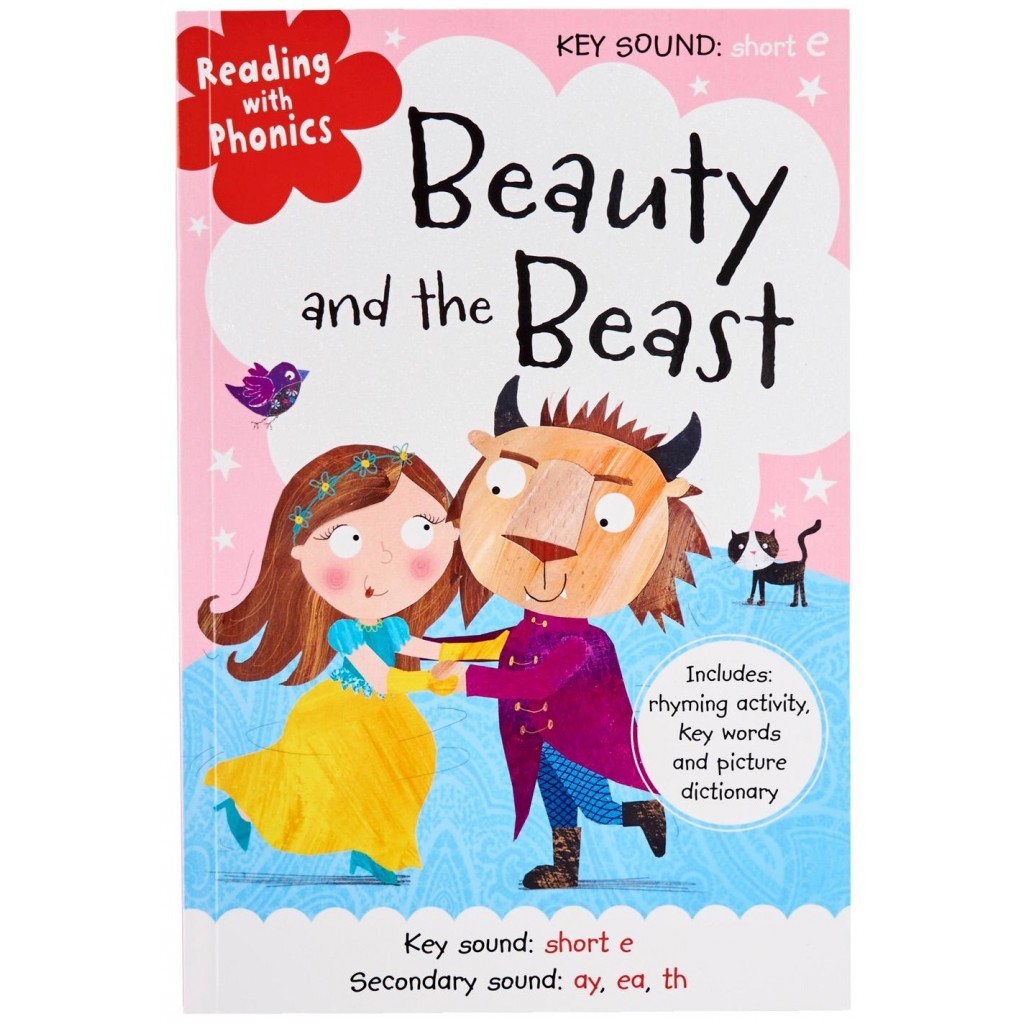 Reading
with
Phonics
KEY SOUND: short e
Beauty
and the Beast
Includes:
rhyming activity,
key words
and picture
dictionary
Key sound: short e
Secondary sound: ay, ea, th